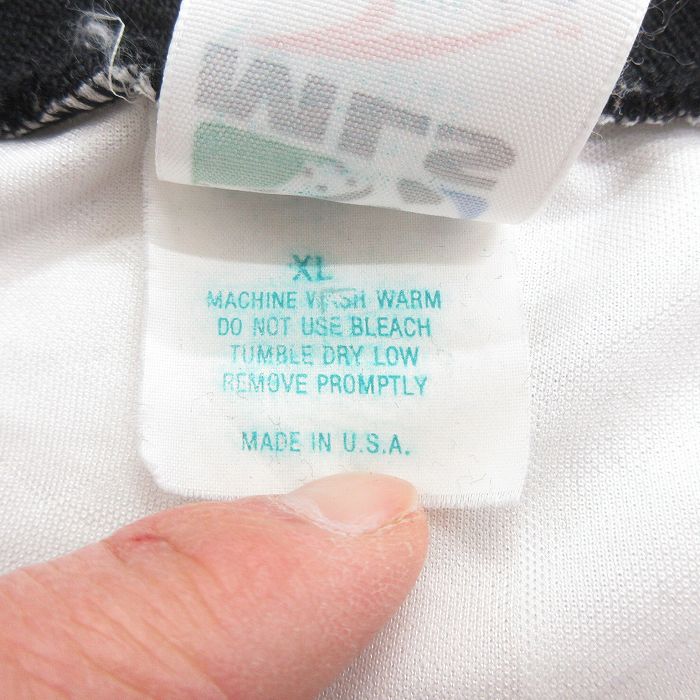 XL
MACHINE WASH WARM
DO NOT USE BLEACH
TUMBLE DRY LOW
REMOVE PROMPTLY
MADE IN U.S.A.